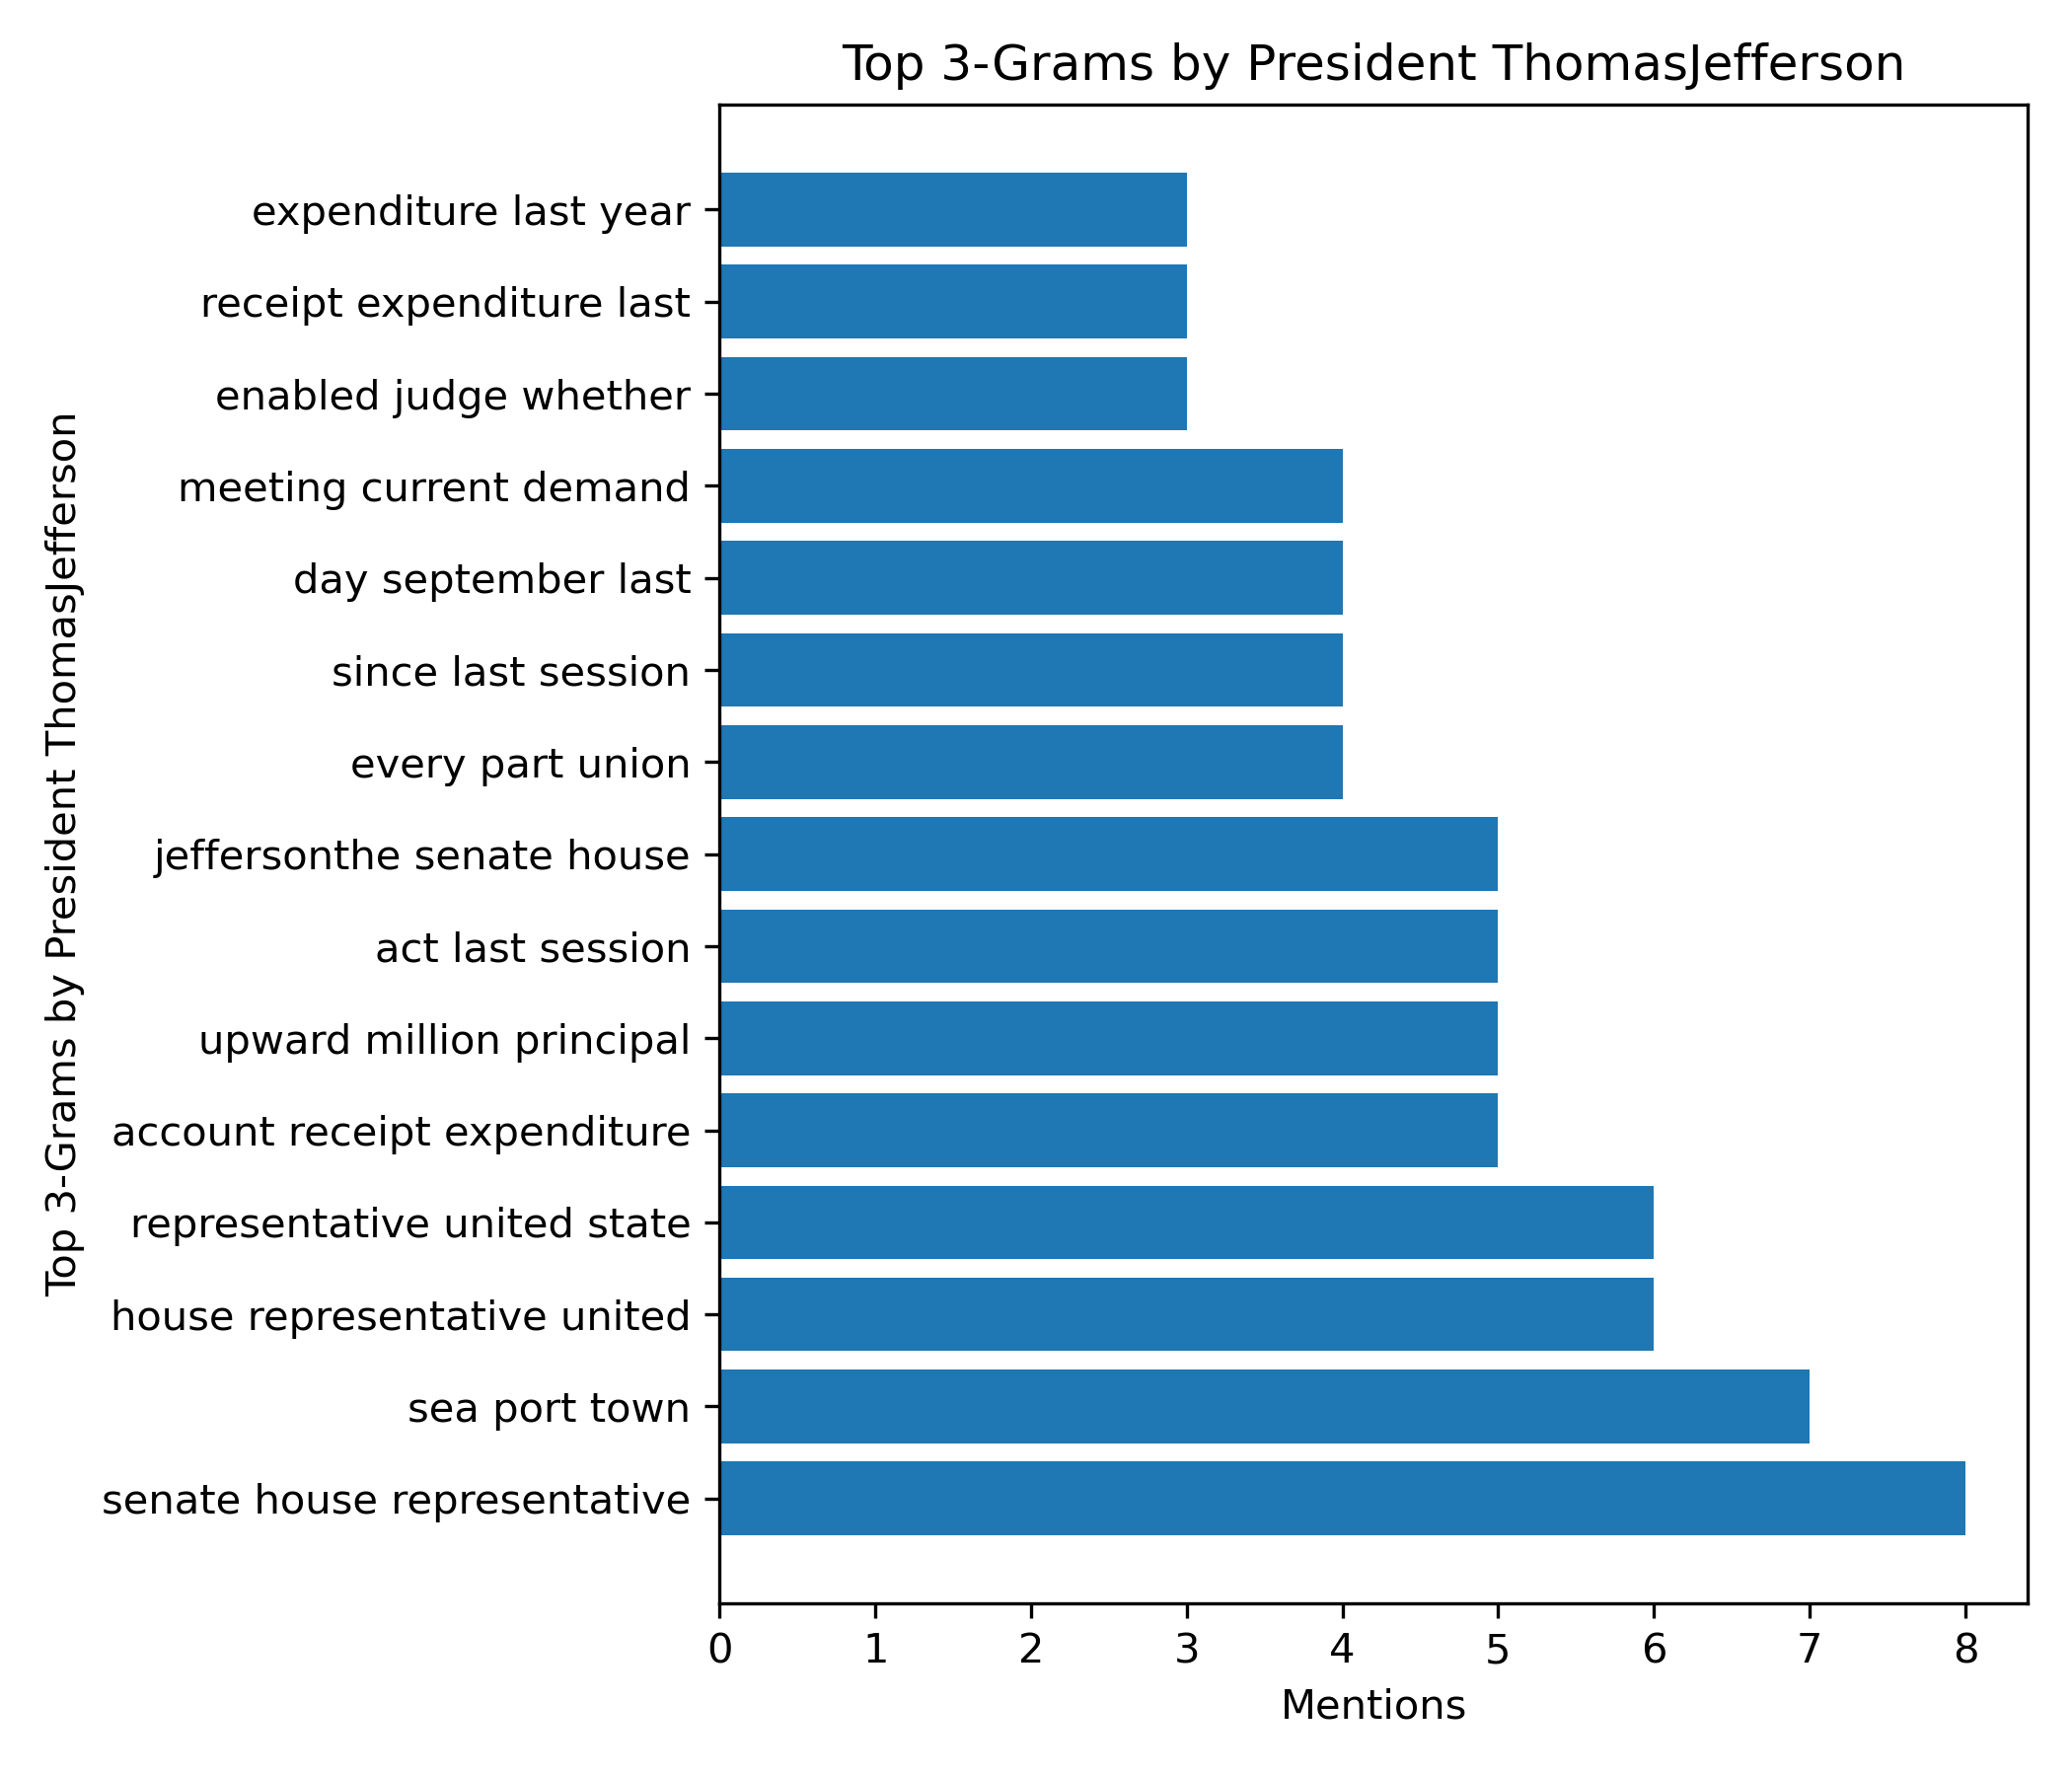 Top 3-Grams by President ThomasJefferson
Top 3-Grams by President ThomasJefferson
expenditure last year
receipt expenditure last
enabled judge whether
meeting current demand
day september last
since last session
every part union
jeffersonthe senate house
act last session
upward million principal
account receipt expenditure
representative united state
house representative united
sea port town
senate house representative
0 1 2 3 4 5 6 7 8
Mentions